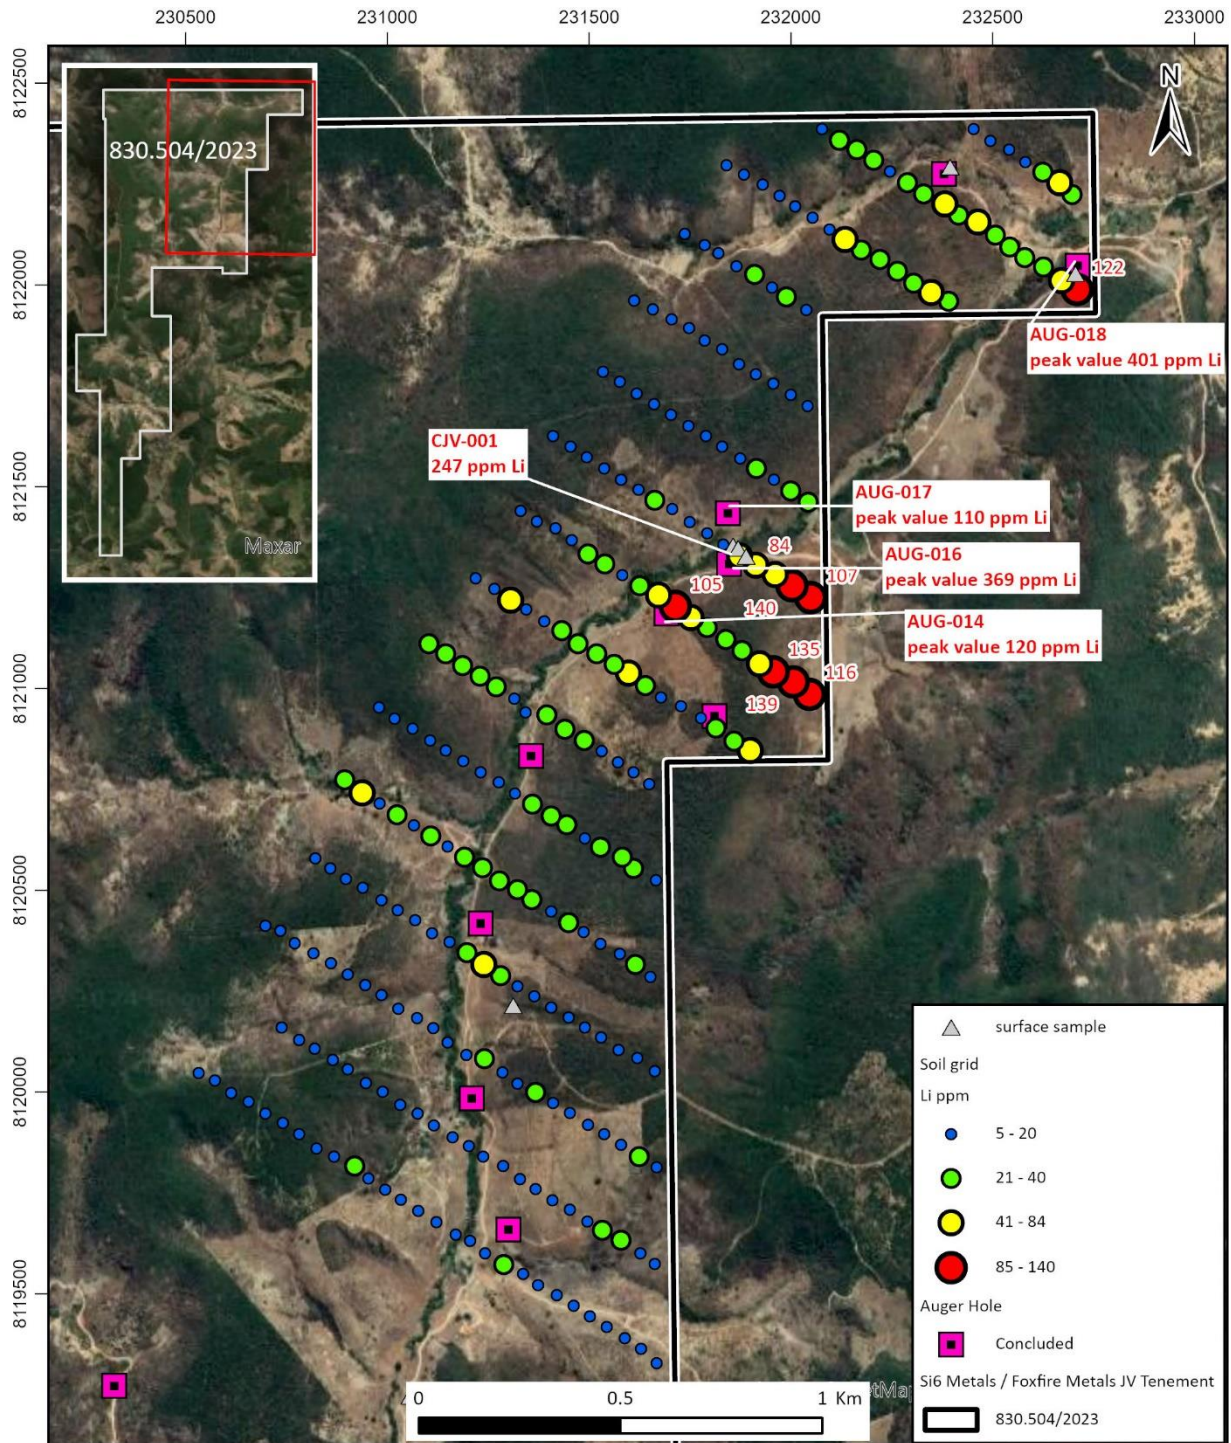 230500
231000
231500
232000
232500
233000
8122500
8122000
8121500
8121000
8120500
8120000
8119500
N
830.504/2023
Maxar
122
AUG-018
peak value 401 ppm Li
CJV-001
247 ppm Li
AUG-017
peak value 110 ppm Li
84
AUG-016
peak value 369 ppm Li
107
105
140
AUG-014
peak value 120 ppm Li
135
116
139
surface sample
Soil grid
Li ppm
5 - 20
21 - 40
41 - 84
85 - 140
Auger Hole
Concluded
Si6 Metals / Foxfire Metals JV Tenement
830.504/2023
0
0.5
1 Km